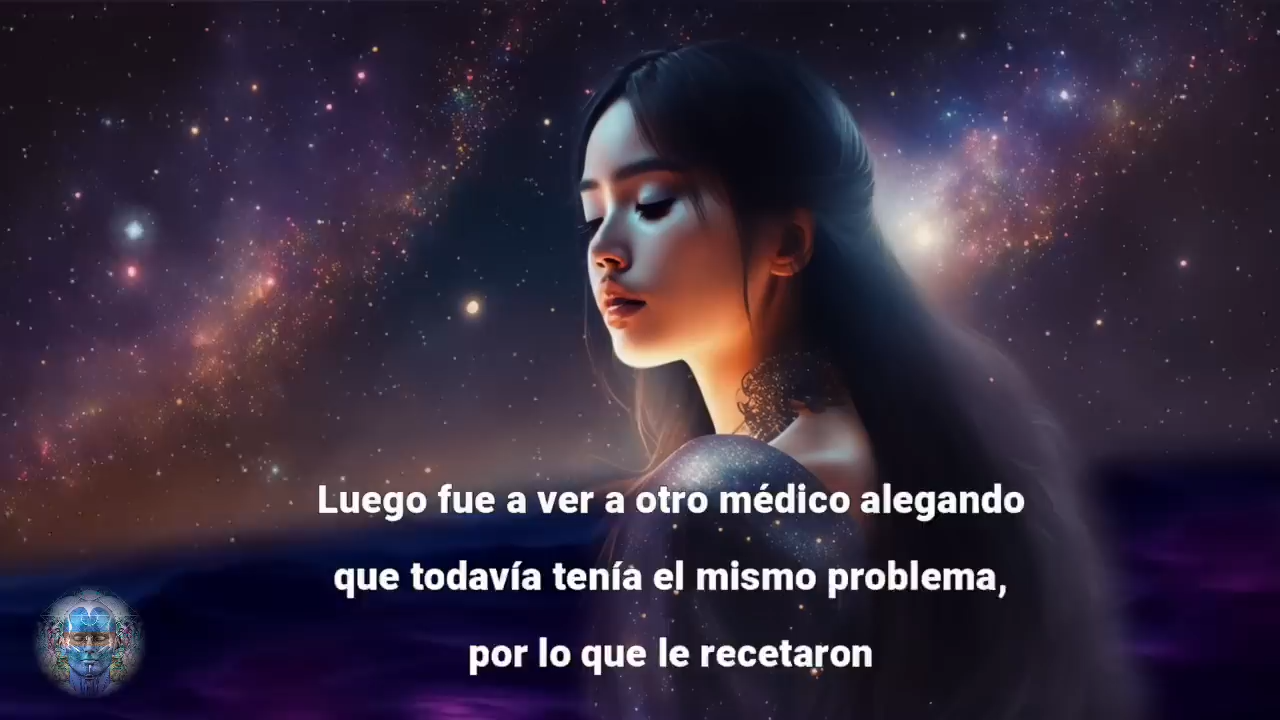 Luego fue a ver a otro médico alegando
que todavía tenía el mismo problema,
por lo que le recetaron